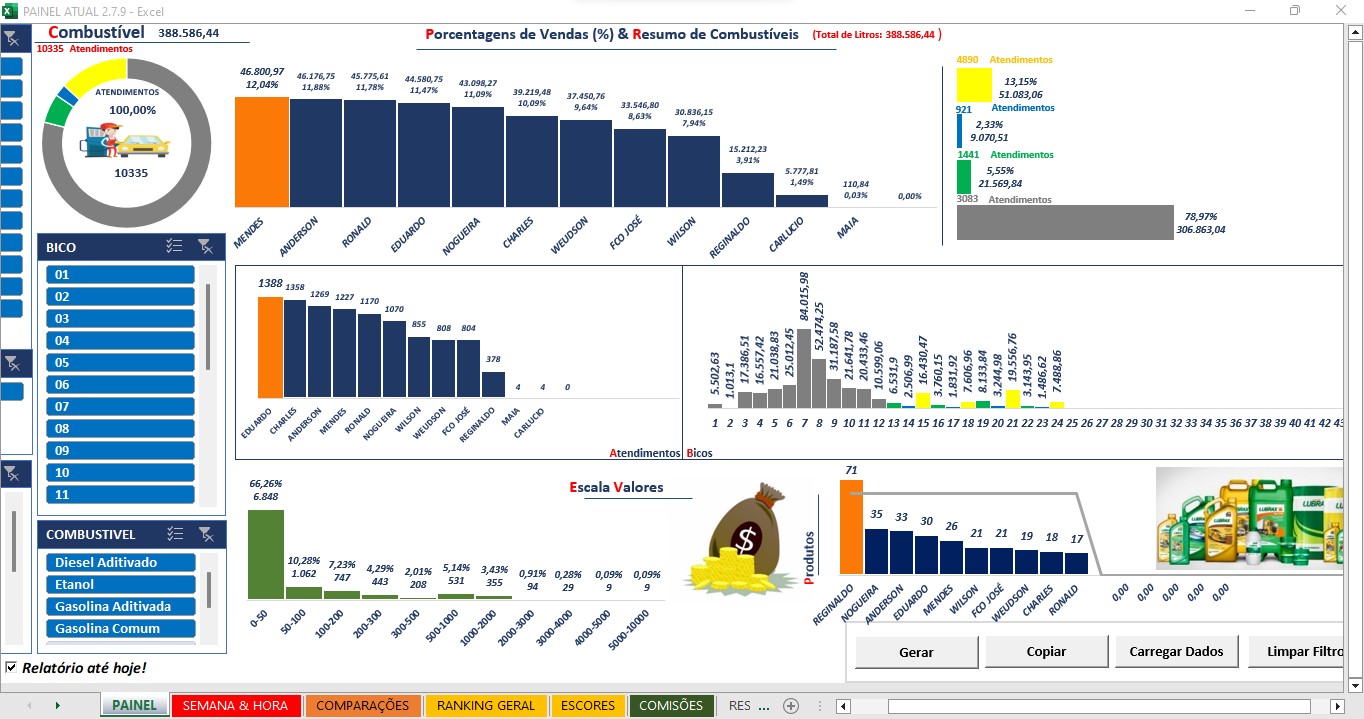 PAINEL ATUAL 2.7.9 - Excel
Combustível 388.586,44
10335 Atendimentos
ATENDIMENTOS
100,00%
10335
Porcentagens de Vendas (%) & Resumo de Combustíveis (Total de Litros: 388.586,44 )
46.800,97 46.176,75 45.775,61 44.580,75 43.098,27 39.219,48 37.450,76 33.546,80 30.836,15 15.212,23 5.777,81 110,84
12,04% 11,88% 11,78% 11,47% 11,09% 10,09% 9,64% 8,63% 7,94% 3,91% 1,49% 0,03% 0,00%
MENDES ANDERSON RONALD EDUARDO NOGUEIRA CHARLES WEUDSON FCO JOSÉ WILSON REGINALDO CARLUCIO MAIA
4890 Atendimentos
13,15%
51.083,06
921 Atendimentos
2,33%
9.070,51
1441 Atendimentos
5,55%
21.569,84
3083 Atendimentos
78,97%
306.863,04
BICO
01
02
03
04
05
06
07
08
09
10
11
1388 1358 1269 1227 1170 1070 855 808 804 378 4 4 0
EDUARDO CHARLES ANDERSON MENDES RONALD NOGUEIRA WILSON WEUDSON FCO JOSÉ REGINALDO MAIA CARLUCIO
Atendimentos
5.502,63 1.013,1 17.386,51 16.557,42 21.038,83 25.012,45 84.015,98 52.474,25 31.187,58 21.641,78 20.433,46 10.599,06 6.531,9 2.506,99 16.430,47 3.760,15 1.831,92 7.606,96 8.133,84 3.244,98 19.556,76 3.143,95 1.486,62 7.488,86
1 2 3 4 5 6 7 8 9 10 11 12 13 14 15 16 17 18 19 20 21 22 23 24 25 26 27 28 29 30 31 32 33 34 35 36 37 38 39 40 41 42 43
Bicos
COMBUSTIVEL
Diesel Aditivado
Etanol
Gasolina Aditivada
Gasolina Comum
Escala Valores
66,26% 10,28% 7,23% 4,29% 2,01% 5,14% 3,43% 0,91% 0,28% 0,09% 0,09%
6.848 1.062 747 443 208 531 355 94 29 9 9
0-50 50-100 100-200 200-300 300-500 500-1000 1000-2000 2000-3000 3000-4000 4000-5000 5000-10000
$
Produtos
71 35 33 30 26 21 21 19 18 17
REGINALDO NOGUEIRA ANDERSON EDUARDO MENDES WILSON FCO JOSÉ WEUDSON CHARLES RONALD 0,00 0,00 0,00 0,00 0,00
LUBRAX
Gerar
Copiar
Carregar Dados
Limpar Filtro
Relatório até hoje!
PAINEL SEMANA & HORA COMPARAÇÕES RANKING GERAL ESCORES COMISÕES RES ...